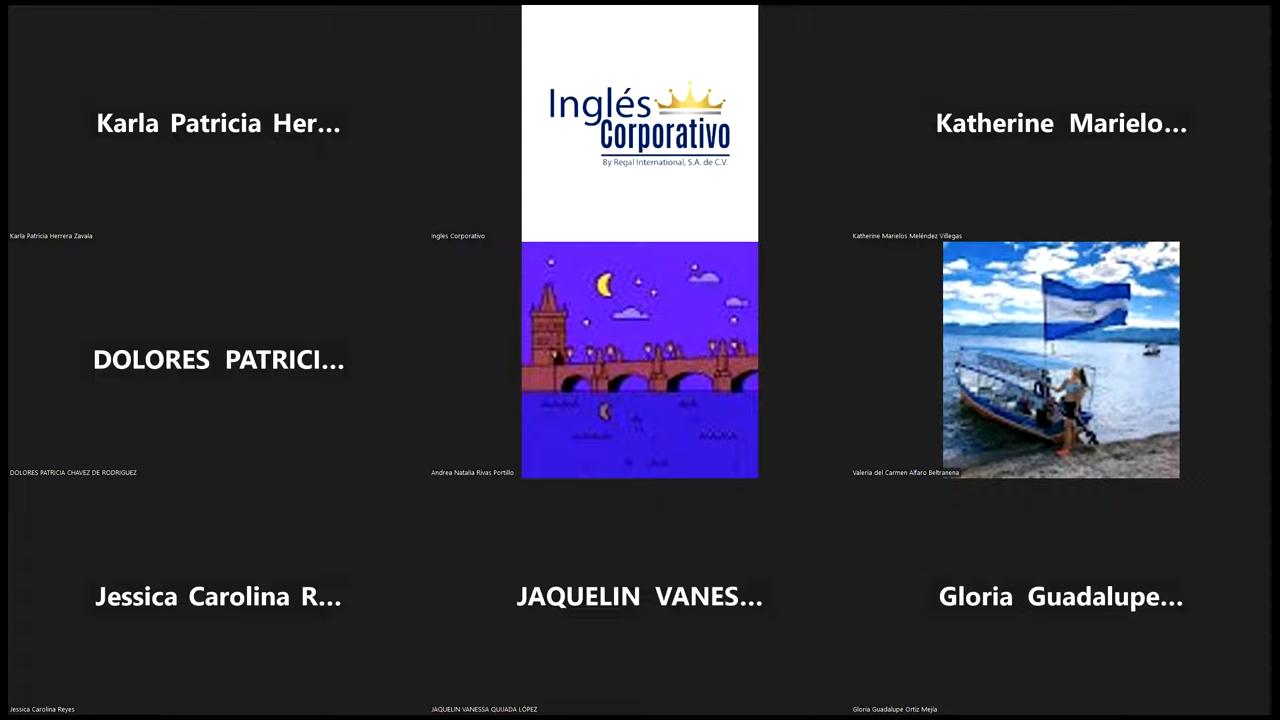 Karla Patricia Her...
Karla Patricia Herrera Zavala
Inglés
Corporativo
By Regal International, S.A. de C.V.
Ingles Corporativo
Katherine Marielo...
Katherine Marielos Meléndez Villegas
DOLORES PATRICI...
DOLORES PATRICIA CHAVEZ DE RODRIGUEZ
Andrea Natalia Rivas Portillo
Valeria del Carmen Alfaro Beltranena
Jessica Carolina R...
Jessica Carolina Reyes
JAQUELIN VANES...
JAQUELIN VANESSA QUIJADA LÓPEZ
Gloria Guadalupe...
Gloria Guadalupe Ortiz Mejía